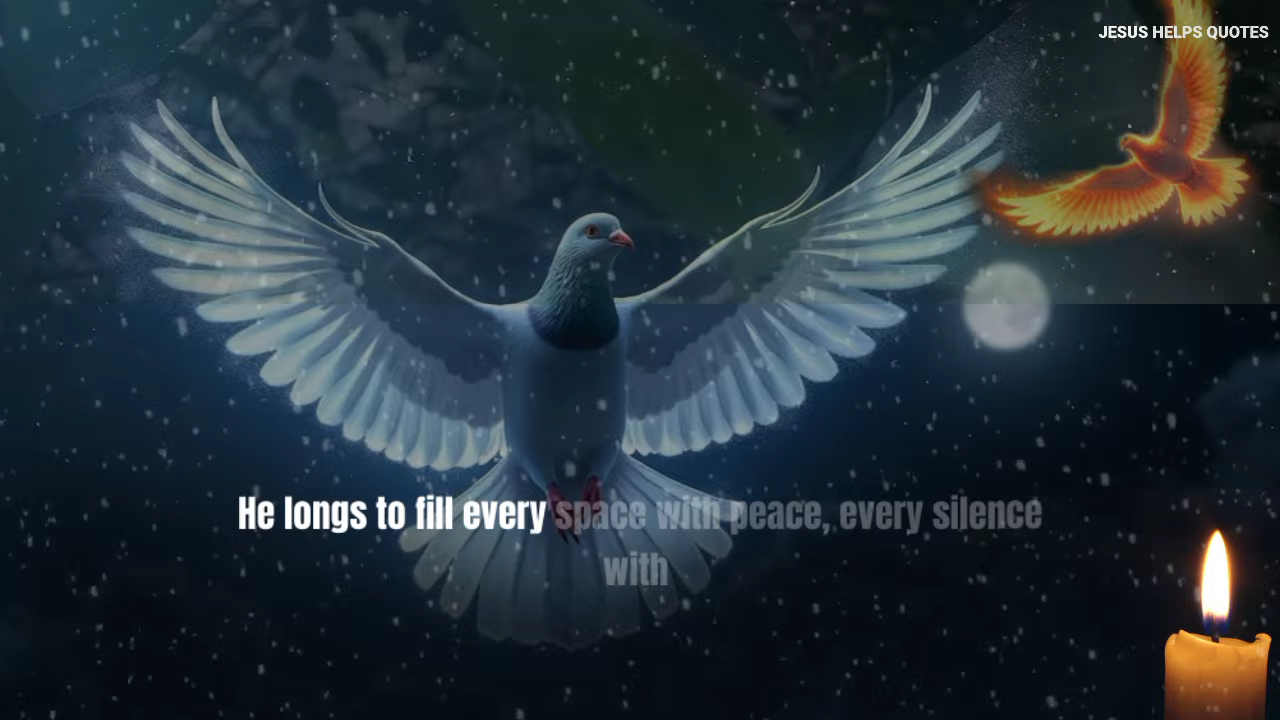 JESUS HELPS QUOTES
He longs to fill every space with peace, every silence
with